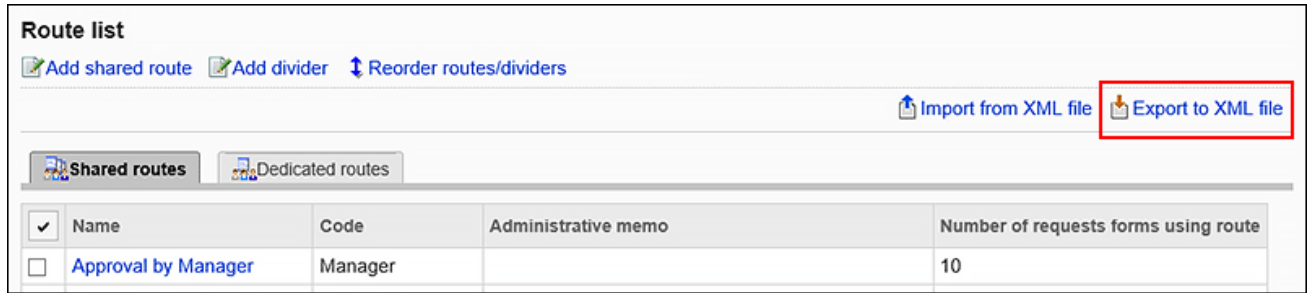 Route list
Add shared route Add divider Reorder routes/dividers
Import from XML file Export to XML file
Shared routes Dedicated routes
Name Code Administrative memo Number of requests forms using route
Approval by Manager Manager 10